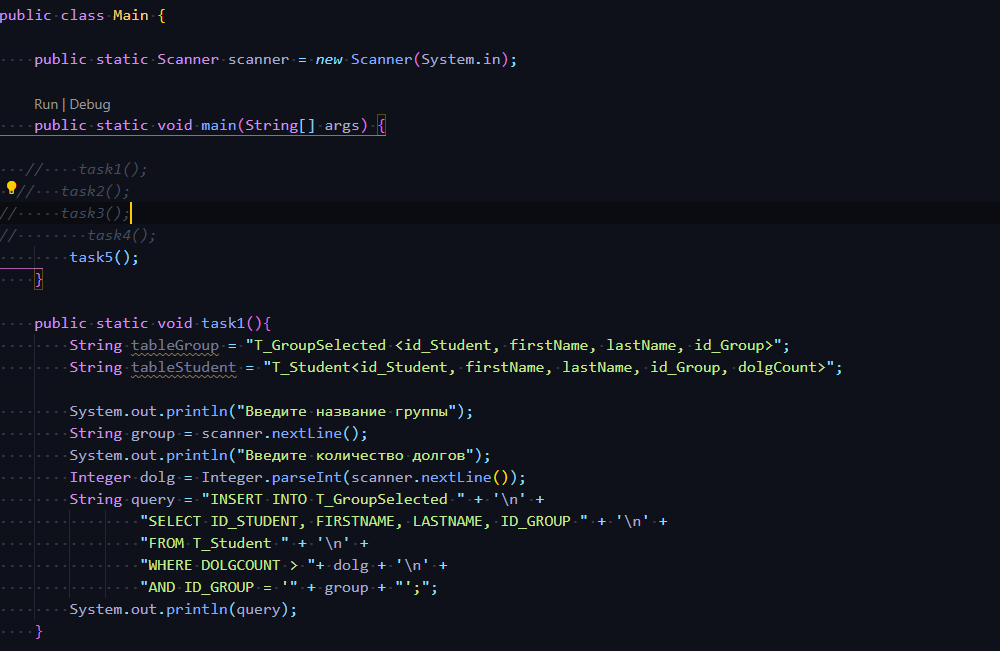 public class Main {
public static Scanner scanner = new Scanner(System.in);
Run | Debug
public static void main(String[] args) {
//    task1();
//   task2();
//     task3();
//        task4();
task5();
}
public static void task1(){
String tableGroup = "T_GroupSelected <id_Student, firstName, lastName, id_Group>";
String tableStudent = "T_Student<id_Student, firstName, lastName, id_Group, dolgCount>";
System.out.println("Введите название группы");
String group = scanner.nextLine();
System.out.println("Введите количество долгов");
Integer dolg = Integer.parseInt(scanner.nextLine());
String query = "INSERT INTO T_GroupSelected " + '\n' +
"SELECT ID_STUDENT, FIRSTNAME, LASTNAME, ID_GROUP " + '\n' +
"FROM T_Student " + '\n' +
"WHERE DOLGCOUNT > "+ dolg + '\n' +
"AND ID_GROUP = '" + group + "';";
System.out.println(query);
}